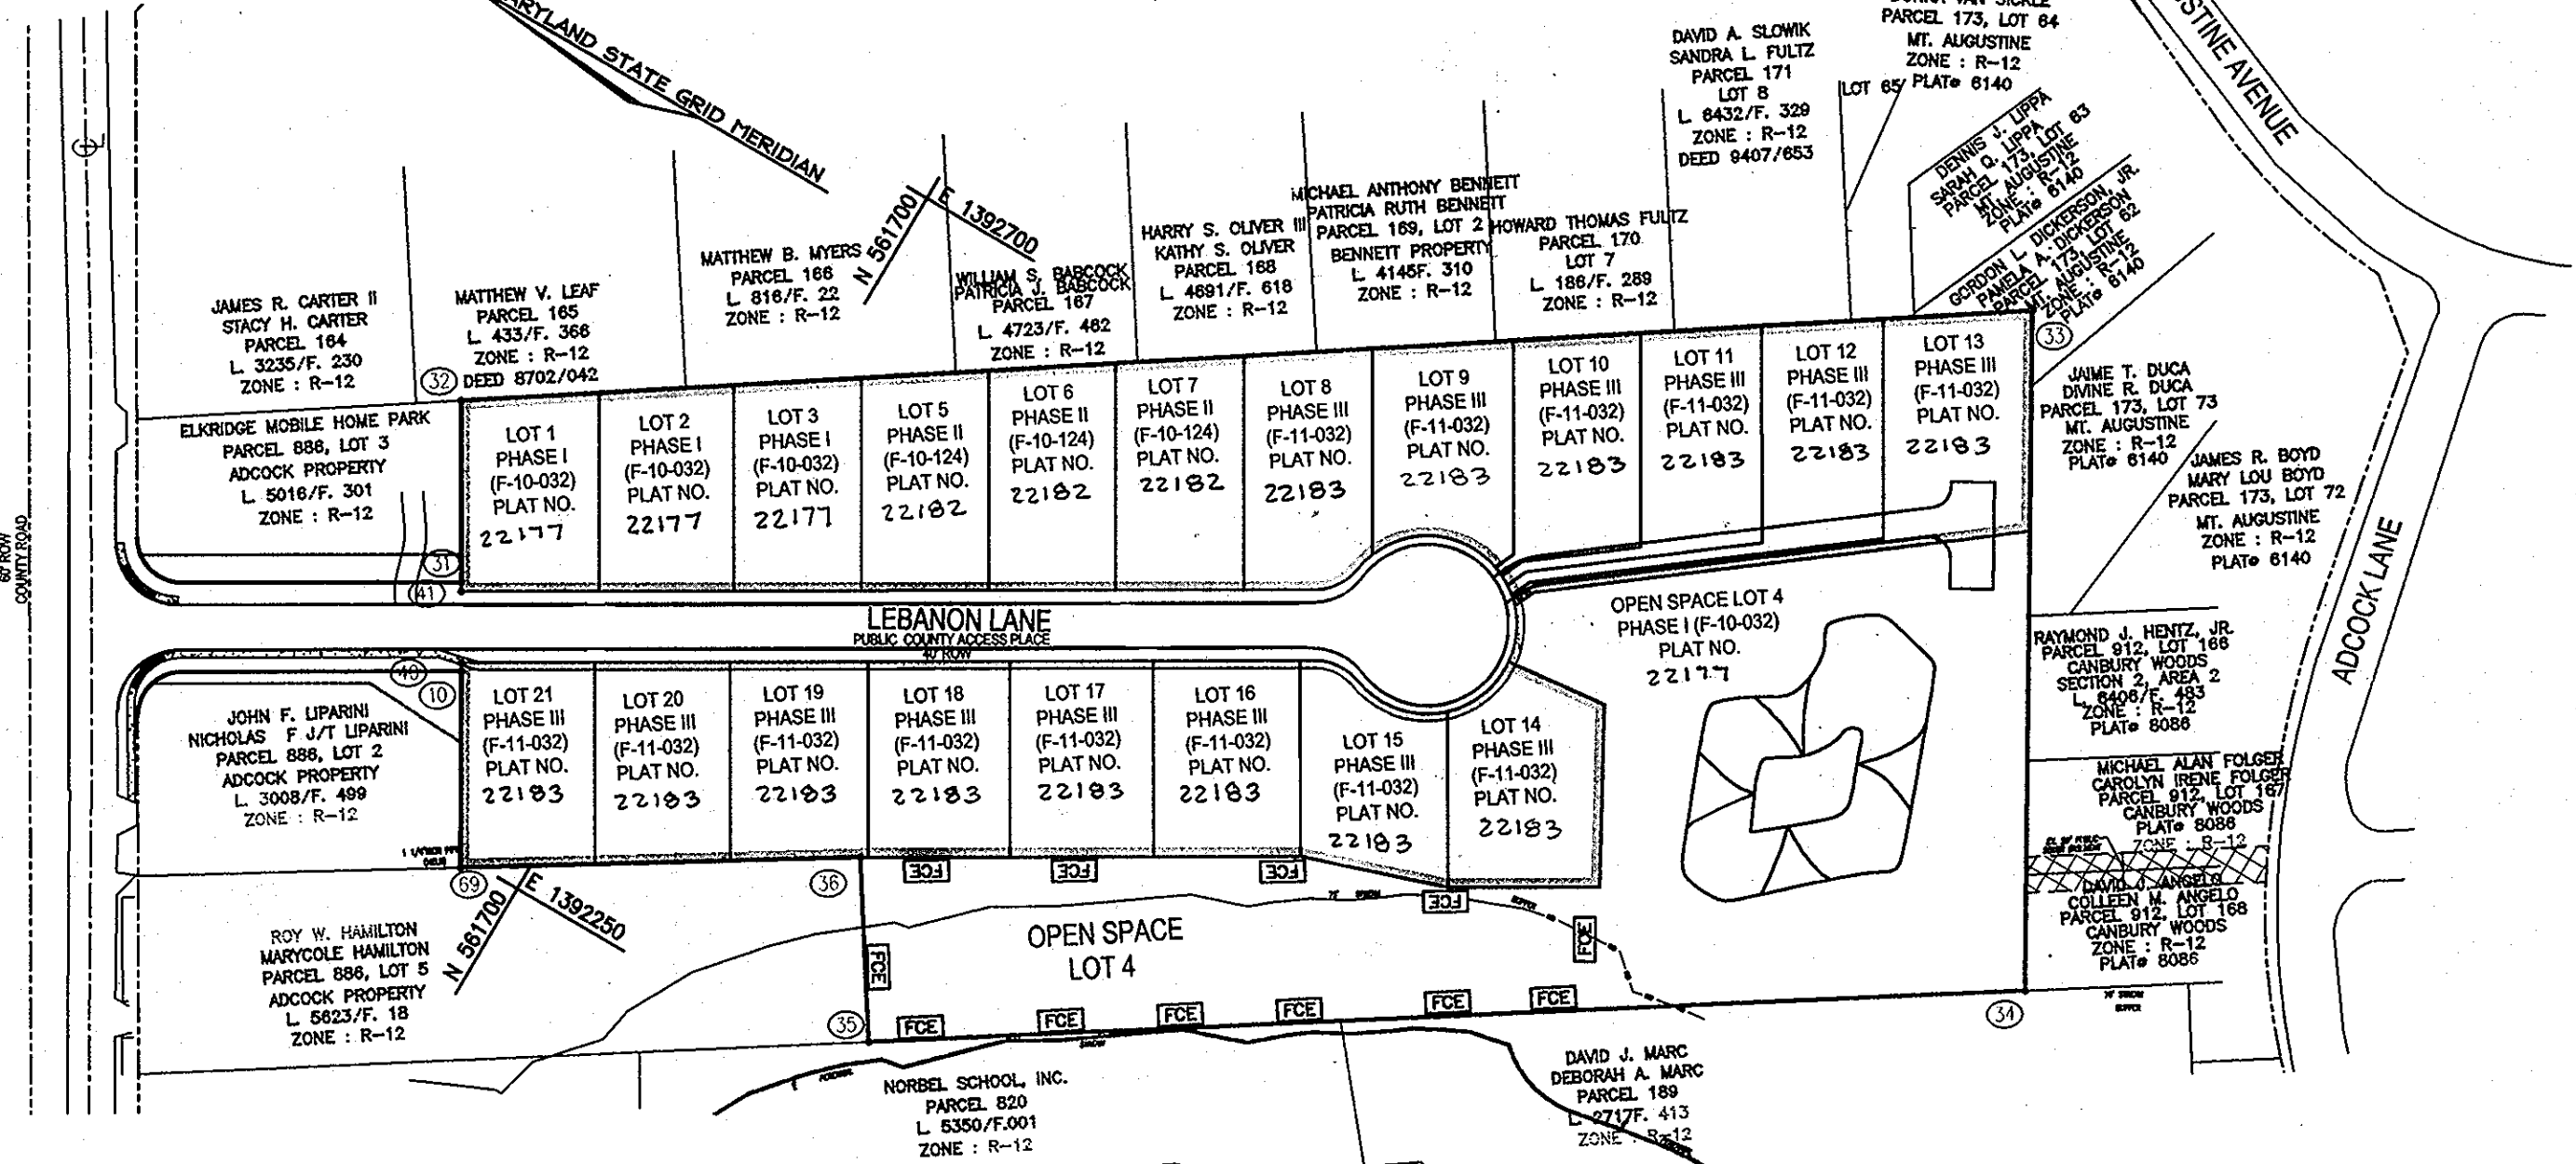 MARYLAND STATE GRID MERIDIAN
DAVID A. SLOWIK
SANDRA L. FULTZ
PARCEL 171
LOT 8
L. 6432/F. 329
ZONE : R-12
DEED 9407/653
PARCEL 173, LOT 64
MT. AUGUSTINE
ZONE : R-12
PLAT# 6140
LOT 65
USTINE AVENUE
DENNIS J. LIPPA
SARAH Q. LIPPA
PARCEL 173, LOT 63
MT. AUGUSTINE
ZONE : R-12
PLAT# 6140
GORDON L. DICKERSON, JR.
PAMELA A. DICKERSON
PARCEL 173, LOT 62
MT. AUGUSTINE
ZONE : R-12
PLAT# 6140
N 561700
E 1392700
JAMES R. CARTER II
STACY H. CARTER
PARCEL 164
L. 3235/F. 230
ZONE : R-12
MATTHEW V. LEAF
PARCEL 165
L. 433/F. 366
ZONE : R-12
DEED 8702/042
MATTHEW B. MYERS
PARCEL 166
L. 816/F. 22
ZONE : R-12
WILLIAM S. BABCOCK
PATRICIA J. BABCOCK
PARCEL 167
L. 4723/F. 482
ZONE : R-12
HARRY S. OLIVER III
KATHY S. OLIVER
PARCEL 168
L. 4691/F. 618
ZONE : R-12
MICHAEL ANTHONY BENNETT
PATRICIA RUTH BENNETT
PARCEL 169, LOT 2
BENNETT PROPERTY
L. 4145F. 310
ZONE : R-12
HOWARD THOMAS FULTZ
PARCEL 170
LOT 7
L. 186/F. 289
ZONE : R-12
32
33
ELKRIDGE MOBILE HOME PARK
PARCEL 886, LOT 3
ADCOCK PROPERTY
L. 5016/F. 301
ZONE : R-12
31
41
60' ROW
COUNTY ROAD
LOT 1
PHASE I
(F-10-032)
PLAT NO.
22177
LOT 2
PHASE I
(F-10-032)
PLAT NO.
22177
LOT 3
PHASE I
(F-10-032)
PLAT NO.
22177
LOT 5
PHASE II
(F-10-124)
PLAT NO.
22182
LOT 6
PHASE II
(F-10-124)
PLAT NO.
22182
LOT 7
PHASE II
(F-10-124)
PLAT NO.
22182
LOT 8
PHASE III
(F-11-032)
PLAT NO.
22183
LOT 9
PHASE III
(F-11-032)
PLAT NO.
22183
LOT 10
PHASE III
(F-11-032)
PLAT NO.
22183
LOT 11
PHASE III
(F-11-032)
PLAT NO.
22183
LOT 12
PHASE III
(F-11-032)
PLAT NO.
22183
LOT 13
PHASE III
(F-11-032)
PLAT NO.
22183
JAIME T. DUCA
DIVINE R. DUCA
PARCEL 173, LOT 73
MT. AUGUSTINE
ZONE : R-12
PLAT# 6140
JAMES R. BOYD
MARY LOU BOYD
PARCEL 173, LOT 72
MT. AUGUSTINE
ZONE : R-12
PLAT# 6140
ADCOCK LANE
LEBANON LANE
PUBLIC COUNTY ACCESS PLACE
40' ROW
OPEN SPACE LOT 4
PHASE I (F-10-032)
PLAT NO.
22177
RAYMOND J. HENTZ, JR.
PARCEL 912, LOT 166
CANBURY WOODS
SECTION 2, AREA 2
L. 6406/F. 483
ZONE : R-12
PLAT# 8086
40
10
JOHN F. LIPARINI
NICHOLAS F J/T LIPARINI
PARCEL 886, LOT 2
ADCOCK PROPERTY
L. 3008/F. 499
ZONE : R-12
LOT 21
PHASE III
(F-11-032)
PLAT NO.
22183
LOT 20
PHASE III
(F-11-032)
PLAT NO.
22183
LOT 19
PHASE III
(F-11-032)
PLAT NO.
22183
LOT 18
PHASE III
(F-11-032)
PLAT NO.
22183
LOT 17
PHASE III
(F-11-032)
PLAT NO.
22183
LOT 16
PHASE III
(F-11-032)
PLAT NO.
22183
LOT 15
PHASE III
(F-11-032)
PLAT NO.
22183
LOT 14
PHASE III
(F-11-032)
PLAT NO.
22183
MICHAEL ALAN FOLGER
CAROLYN IRENE FOLGER
PARCEL 912, LOT 167
CANBURY WOODS
PLAT# 8086
ZONE : R-12
DAVID J. ANGELO
COLLEEN M. ANGELO
PARCEL 912, LOT 168
CANBURY WOODS
ZONE : R-12
PLAT# 8086
69
36
N 561700
E 1392250
FCE
FCE
FCE
FCE
FCE
FCE
ROY W. HAMILTON
MARYCOLE HAMILTON
PARCEL 886, LOT 5
ADCOCK PROPERTY
L. 5623/F. 18
ZONE : R-12
OPEN SPACE
LOT 4
35
FCE
FCE
FCE
FCE
FCE
FCE
34
NORBEL SCHOOL, INC.
PARCEL 820
L. 5350/F.001
ZONE : R-12
DAVID J. MARC
DEBORAH A. MARC
PARCEL 189
L. 2717F. 413
ZONE : R-12